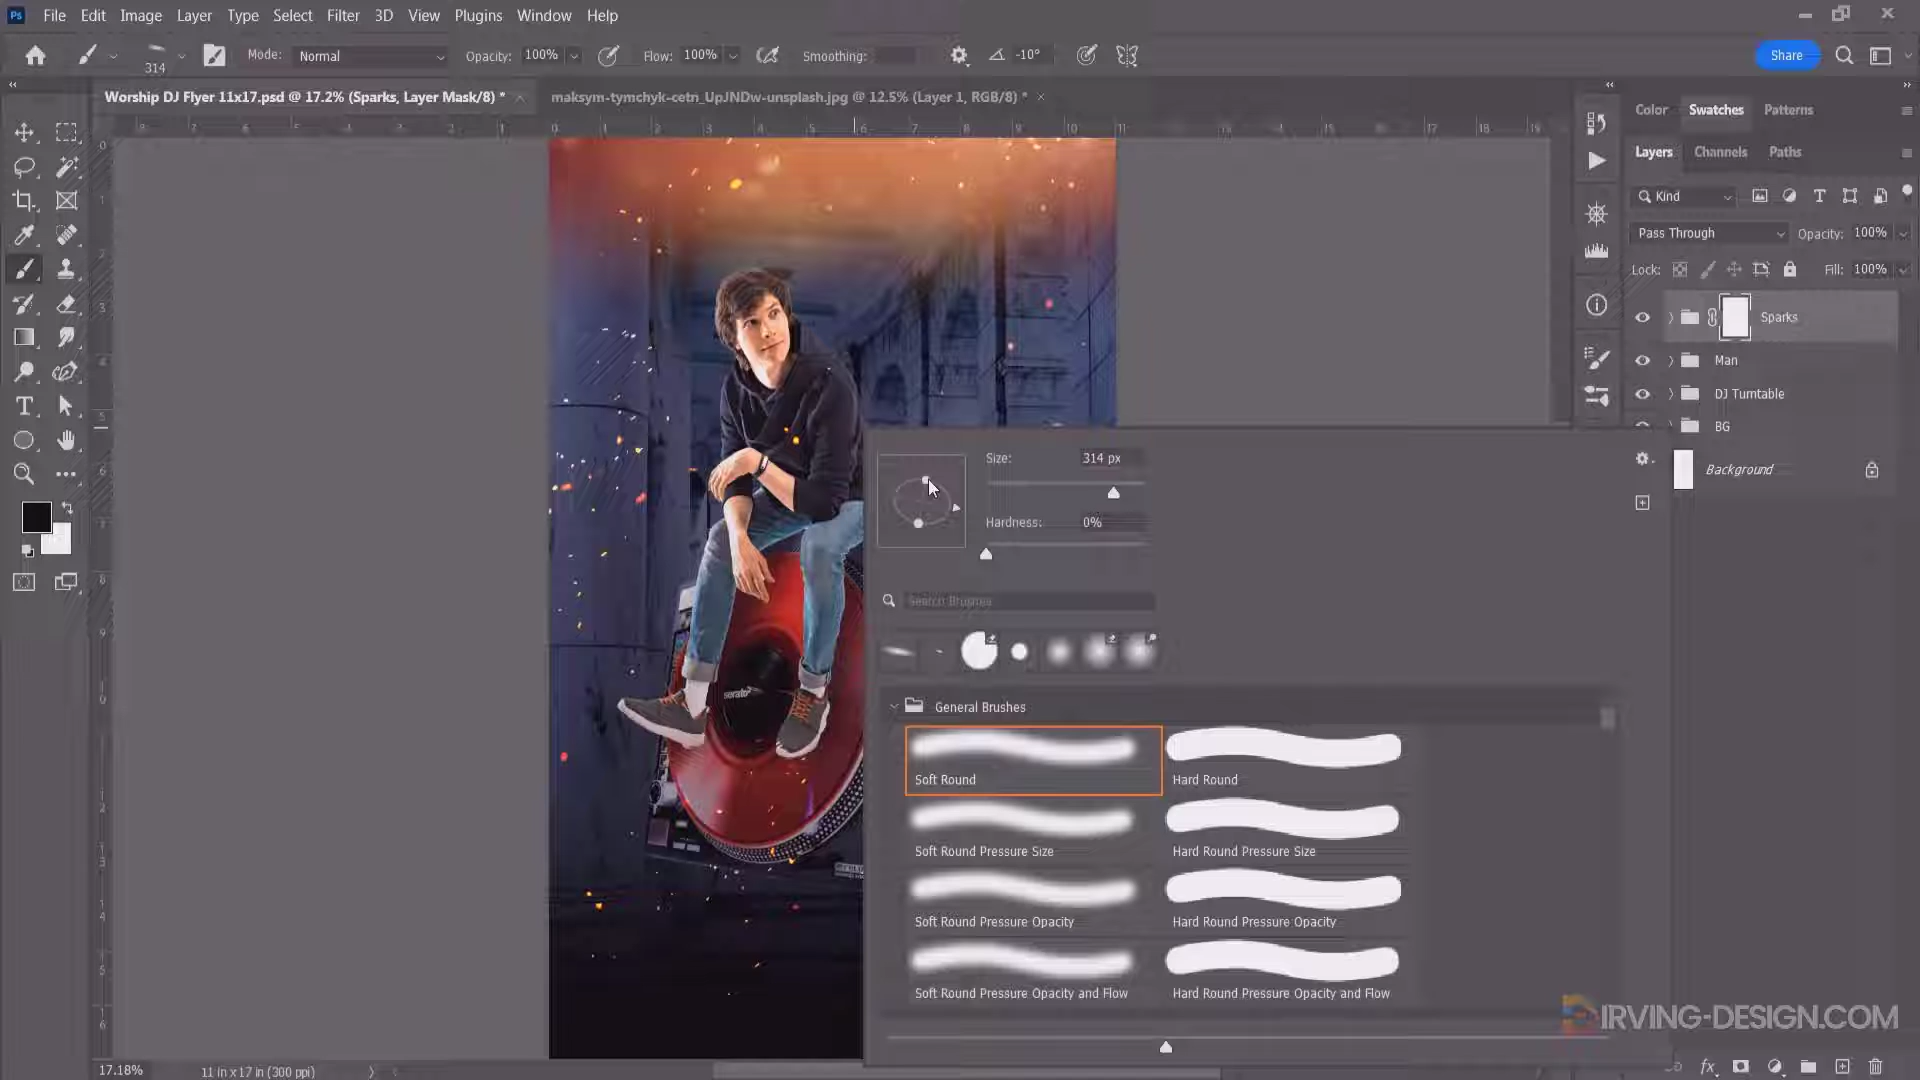 Ps File Edit Image Layer Type Select Filter 3D View Plugins Window Help
314 Mode: Normal Opacity: 100% Flow: 100% Smoothing: -10° Share
Worship DJ Flyer 11x17.psd @ 17.2% (Sparks, Layer Mask/8) *
maksym-tymchyk-cetn_UpJNDw-unsplash.jpg @ 12.5% (Layer 1, RGB/8) *
Color Swatches Patterns
Layers Channels Paths
Kind
Pass Through Opacity: 100%
Lock: Fill: 100%
Sparks
Man
DJ Turntable
BG
Background
Size: 314 px
Hardness: 0%
Search Brushes
General Brushes
Soft Round Hard Round
Soft Round Pressure Size Hard Round Pressure Size
Soft Round Pressure Opacity Hard Round Pressure Opacity
Soft Round Pressure Opacity and Flow Hard Round Pressure Opacity and Flow
serato
IRVING-DESIGN.COM
17.18% 11 in x 17 in (300 ppi)